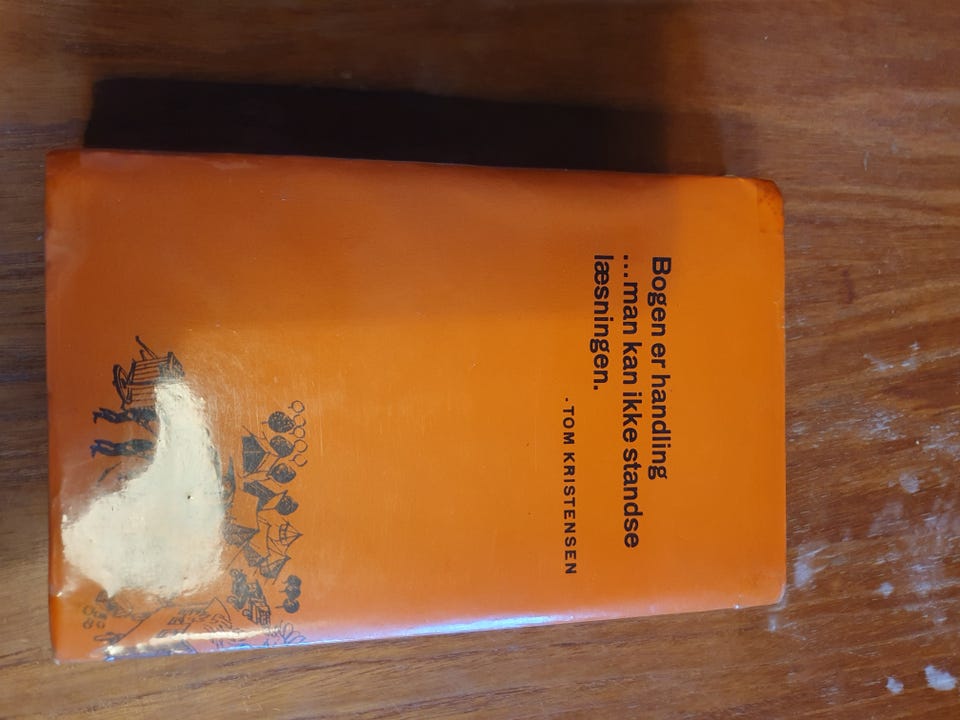 Bogen er handling
...man kan ikke standse
læsningen.
. TOM KRISTENSEN